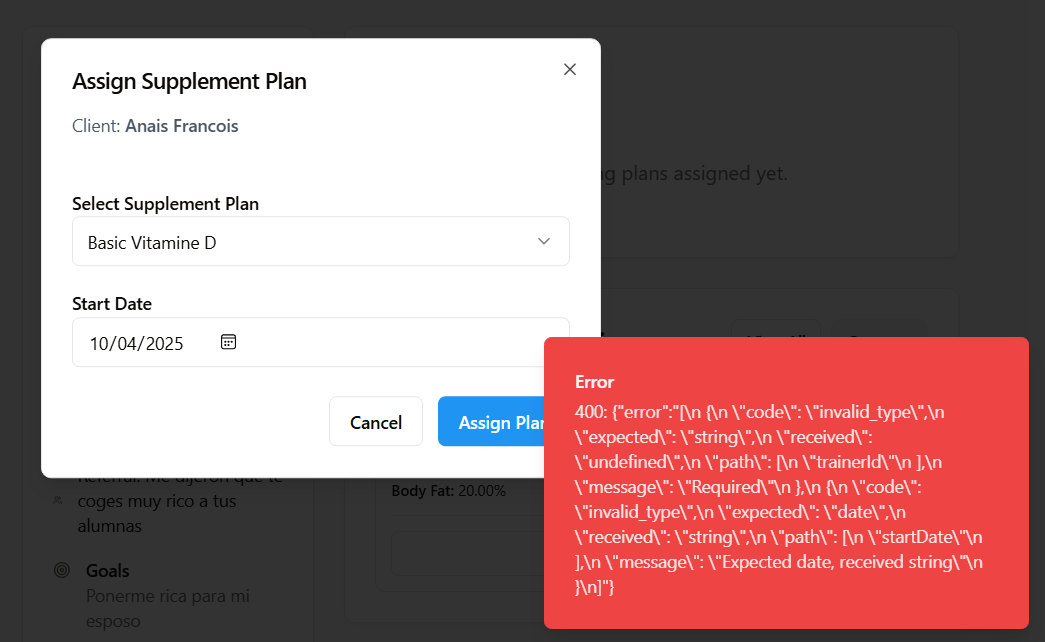 Assign Supplement Plan
Client: Anais Francois
ng plans assigned yet.
Select Supplement Plan
Basic Vitamine D
Start Date
10/04/2025
Cancel
Assign Plan
Error
400: {"error":"[\n {\n \"code\": \"invalid_type\",\n
\"expected\": \"string\",\n \"received\":
\"undefined\",\n \"path\": [\n \"trainerId\"\n ],\n
\"message\": \"Required\"\n },\n {\n \"code\":
\"invalid_type\",\n \"expected\": \"date\",\n
\"received\": \"string\",\n \"path\": [\n \"startDate\"\n
],\n \"message\": \"Expected date, received string\"\n
}\n]"}
Referral: Me dijeron que te
coges muy rico a tus
alumnas
Body Fat: 20.00%
Goals
Ponerme rica para mi
esposo